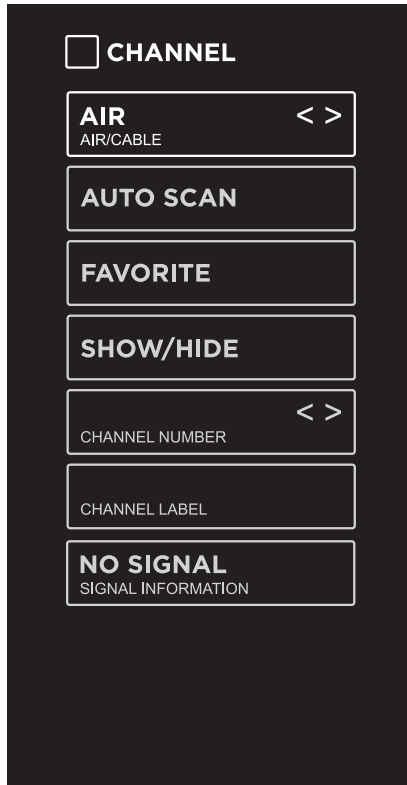 CHANNEL
AIR < >
AIR/CABLE
AUTO SCAN
FAVORITE
SHOW/HIDE
< >
CHANNEL NUMBER
CHANNEL LABEL
NO SIGNAL
SIGNAL INFORMATION